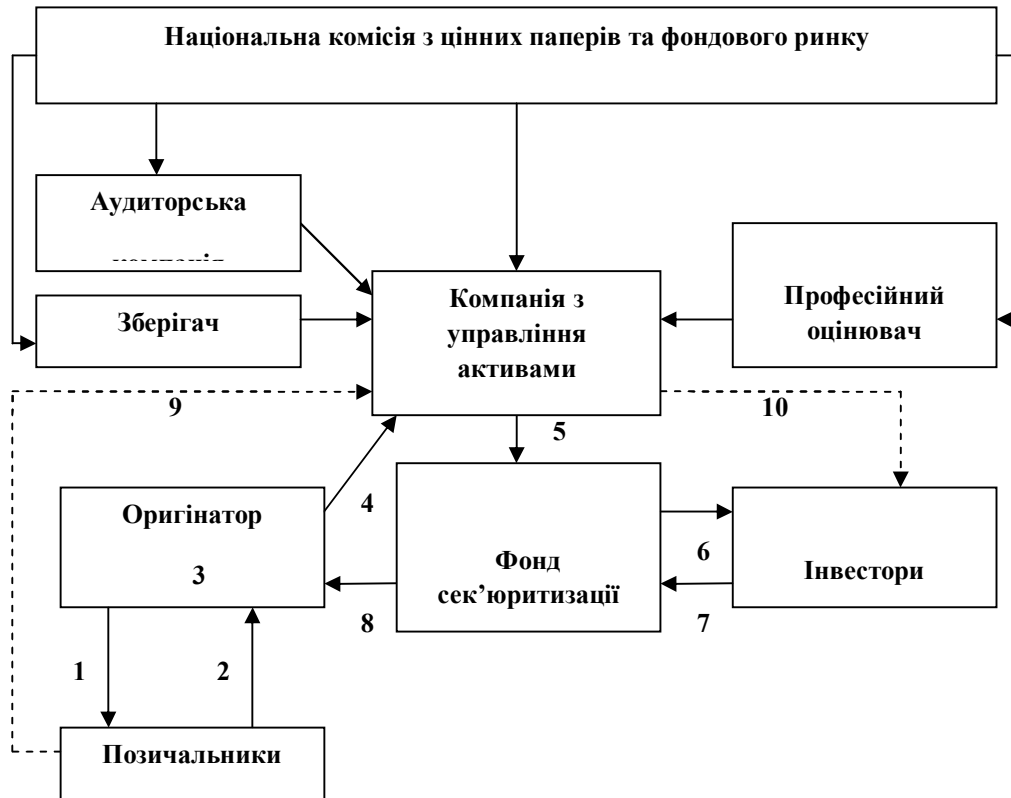 Національна комісія з цінних паперів та фондового ринку
Аудиторська
компанія
Зберігач
Компанія з
управління
активами
Професійний
оцінювач
9
10
5
Оригінатор
3
4
Фонд
сек’юритизації
6
Інвестори
8
7
1
2
Позичальники